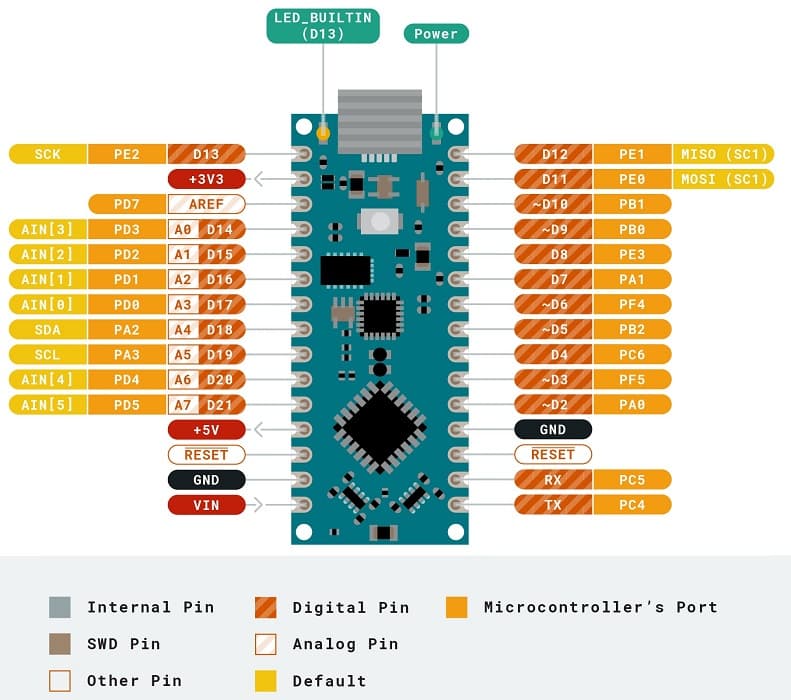 LED_BUILTIN
(D13)
Power
SCK PE2 D13
D12 PE1 MISO (SC1)
+3V3
D11 PE0 MOSI (SC1)
PD7 AREF
~D10 PB1
AIN[3] PD3 A0 D14
~D9 PB0
AIN[2] PD2 A1 D15
D8 PE3
AIN[1] PD1 A2 D16
D7 PA1
AIN[0] PD0 A3 D17
~D6 PF4
SDA PA2 A4 D18
~D5 PB2
SCL PA3 A5 D19
D4 PC6
AIN[4] PD4 A6 D20
~D3 PF5
AIN[5] PD5 A7 D21
~D2 PA0
+5V
GND
RESET
RESET
GND
RX PC5
VIN
TX PC4
Internal Pin
Digital Pin
Microcontroller's Port
SWD Pin
Analog Pin
Other Pin
Default